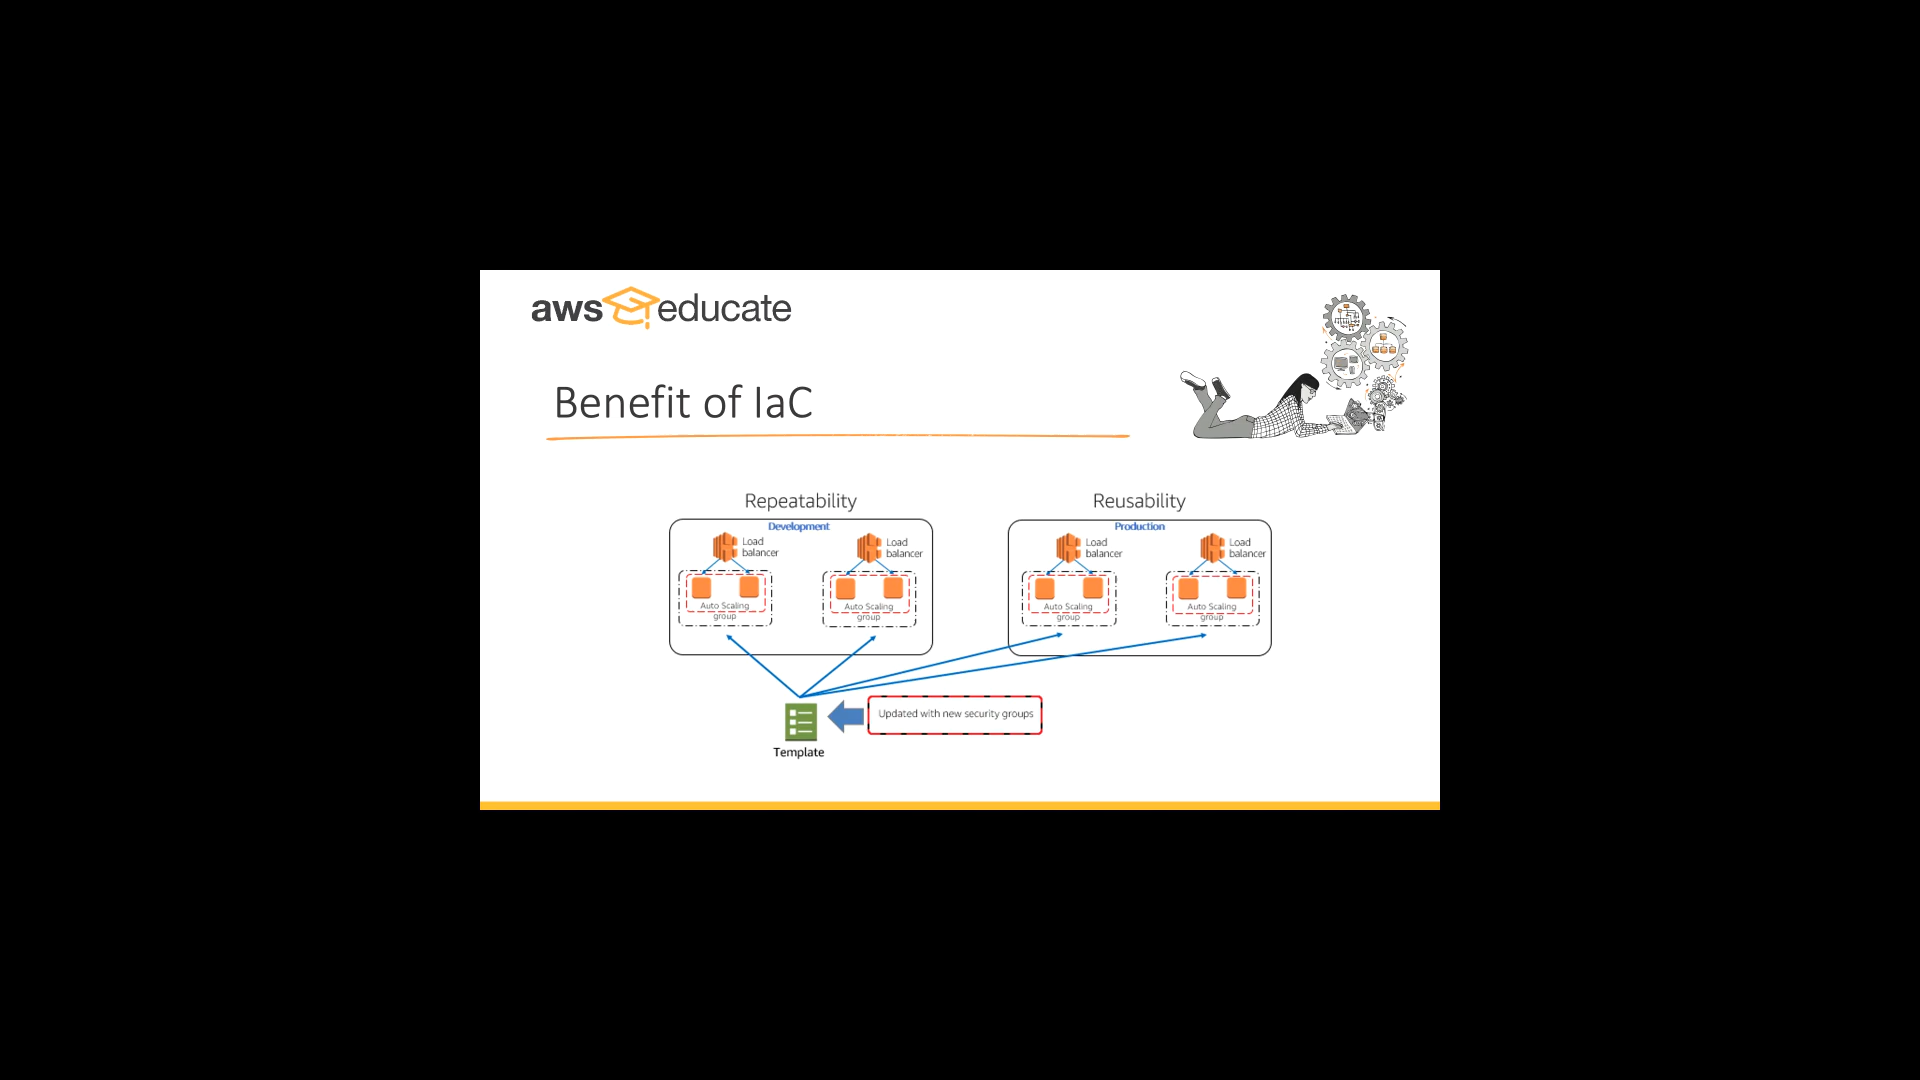 aws educate
Benefit of IaC
Repeatability
Development
Load
balancer
Auto Scaling
group
Load
balancer
Auto Scaling
group
Reusability
Production
Load
balancer
Auto Scaling
group
Load
balancer
Auto Scaling
group
Updated with new security groups
Template